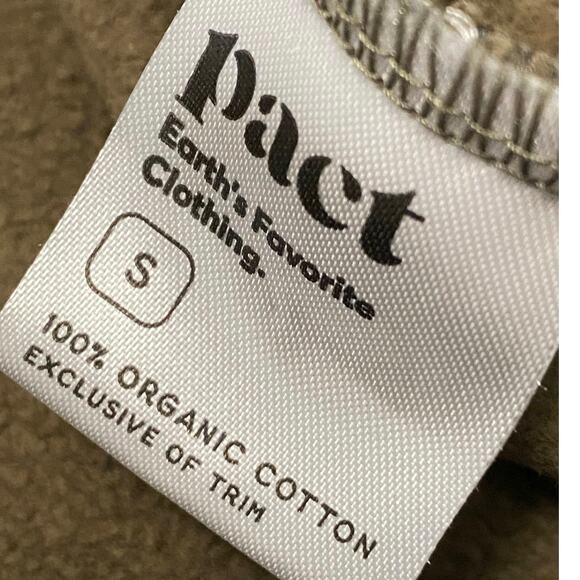 pact
Earth's Favorite
Clothing.
S
100% ORGANIC COTTON
EXCLUSIVE OF TRIM